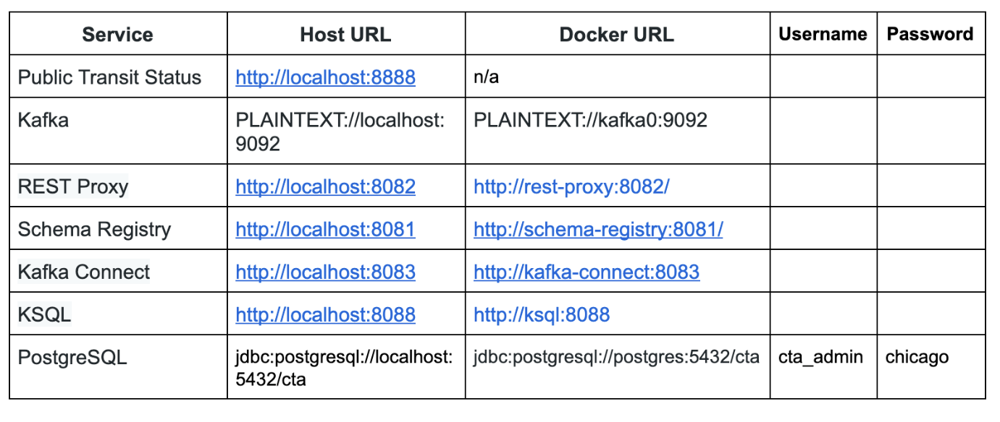 Service Host URL Docker URL Username Password
Public Transit Status http://localhost:8888 n/a
Kafka PLAINTEXT://localhost: PLAINTEXT://kafka0:9092
9092
REST Proxy http://localhost:8082 http://rest-proxy:8082/
Schema Registry http://localhost:8081 http://schema-registry:8081/
Kafka Connect http://localhost:8083 http://kafka-connect:8083
KSQL http://localhost:8088 http://ksql:8088
PostgreSQL jdbc:postgresql://localhost: jdbc:postgresql://postgres:5432/cta cta_admin chicago
5432/cta